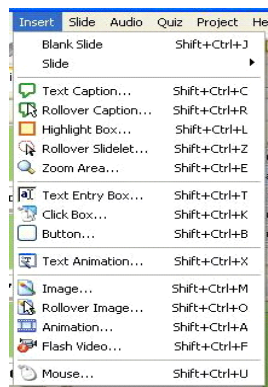 Insert Slide Audio Quiz Project He
Blank Slide Shift+Ctrl+J
Slide
Text Caption... Shift+Ctrl+C
Rollover Caption... Shift+Ctrl+R
Highlight Box... Shift+Ctrl+L
Rollover Slidelet... Shift+Ctrl+Z
Zoom Area... Shift+Ctrl+E
Text Entry Box... Shift+Ctrl+T
Click Box... Shift+Ctrl+K
Button... Shift+Ctrl+B
Text Animation... Shift+Ctrl+X
Image... Shift+Ctrl+M
Rollover Image... Shift+Ctrl+O
Animation... Shift+Ctrl+A
Flash Video... Shift+Ctrl+F
Mouse... Shift+Ctrl+U